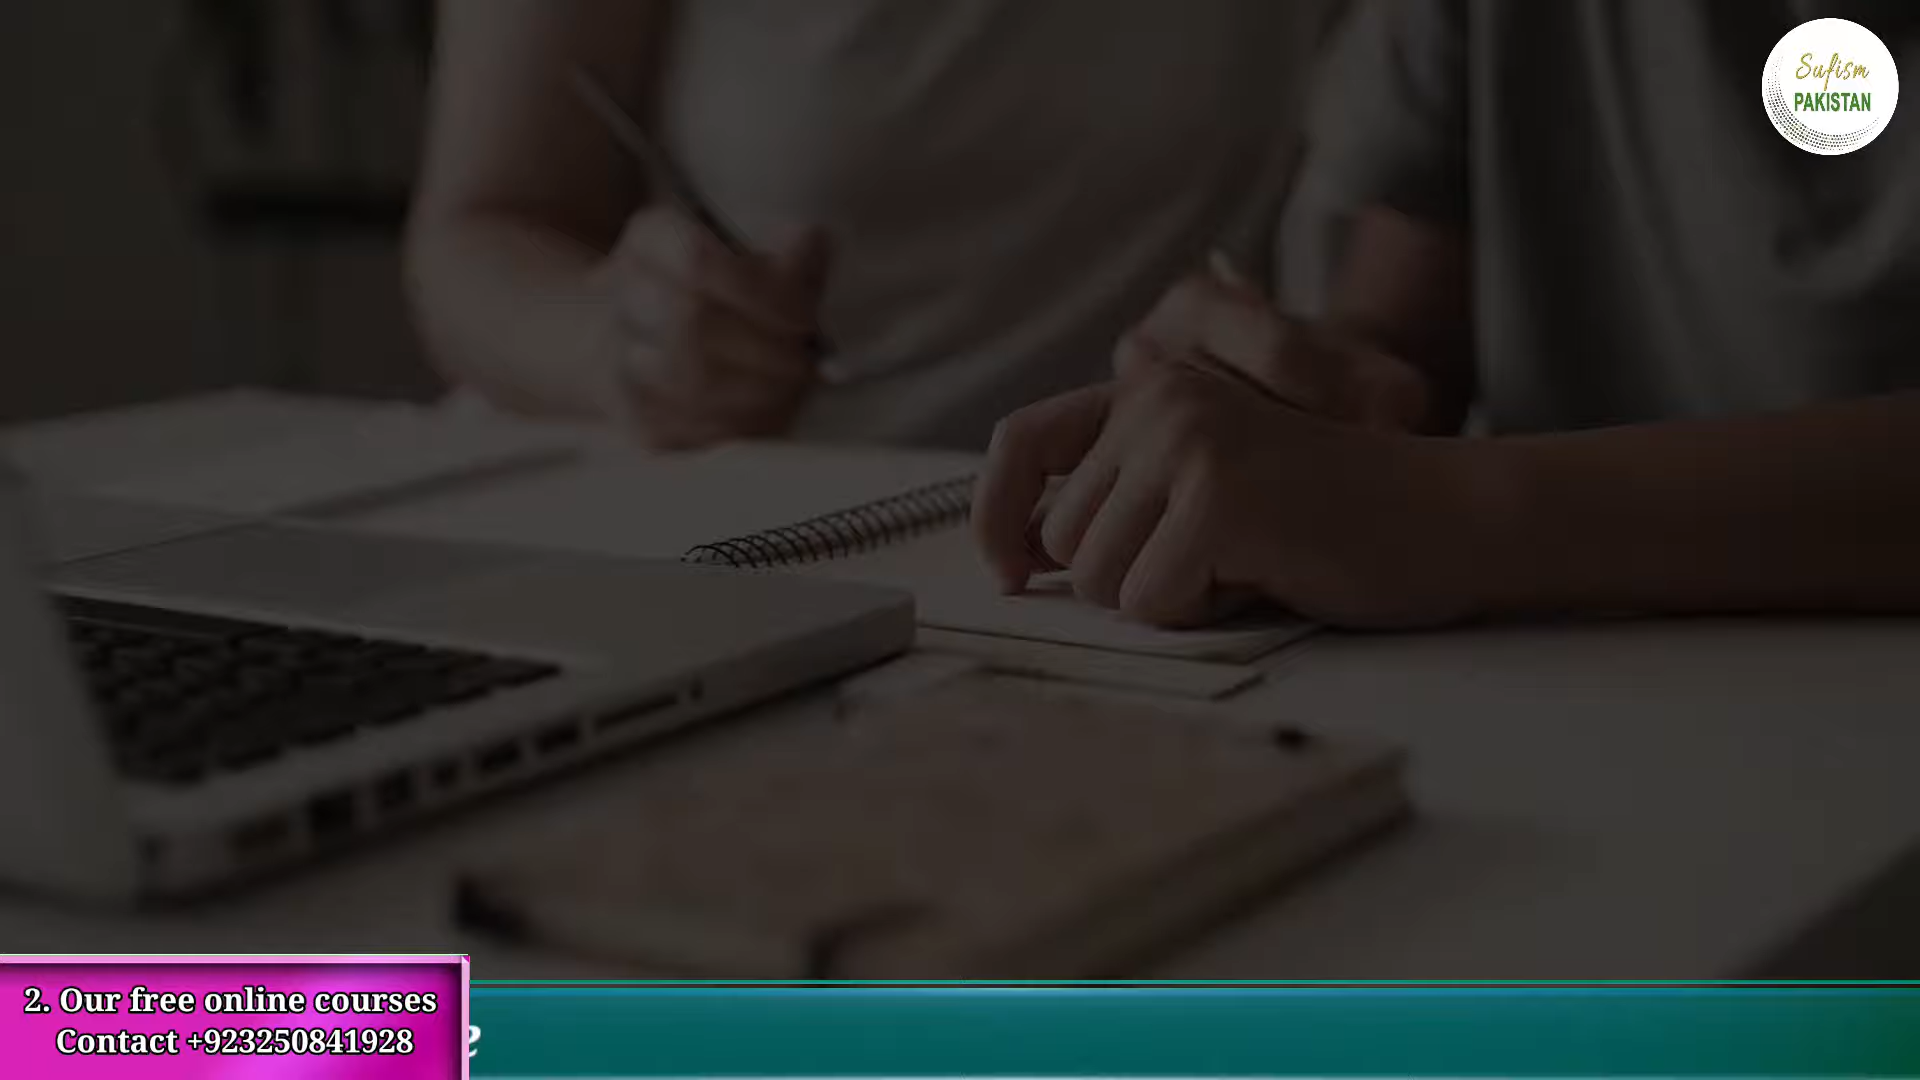 Sufism
PAKISTAN
2. Our free online courses
Contact +923250841928
e